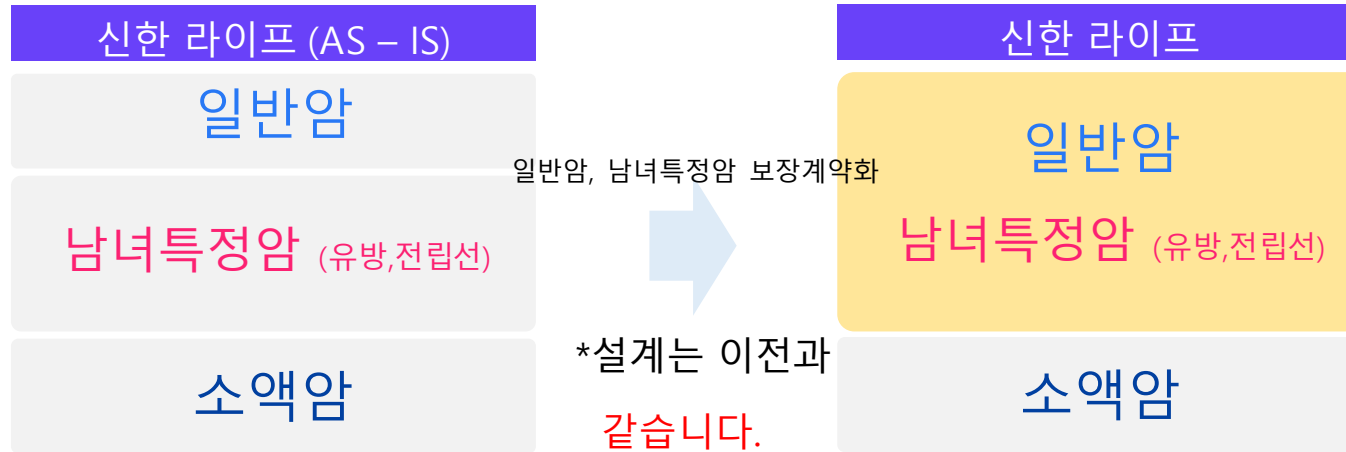 신한 라이프 (AS – IS)
일반암
남녀특정암 (유방,전립선)
소액암
일반암, 남녀특정암 보장계약화
*설계는 이전과
같습니다.
신한 라이프
일반암
남녀특정암 (유방,전립선)
소액암